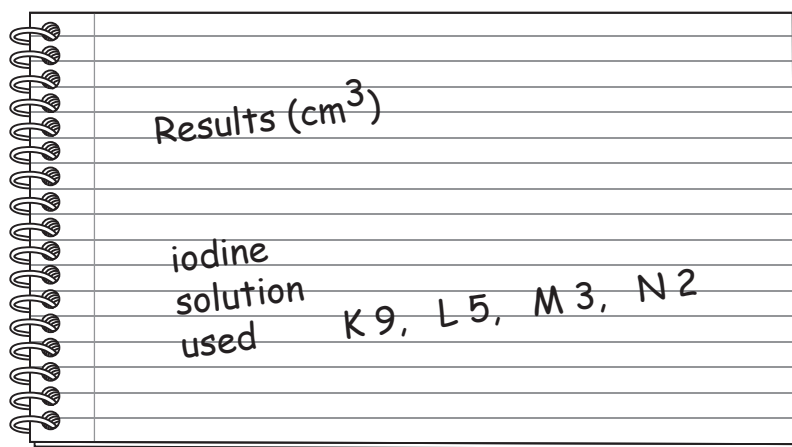 Results (cm³)
iodine
solution
used K 9, L 5, M 3, N 2